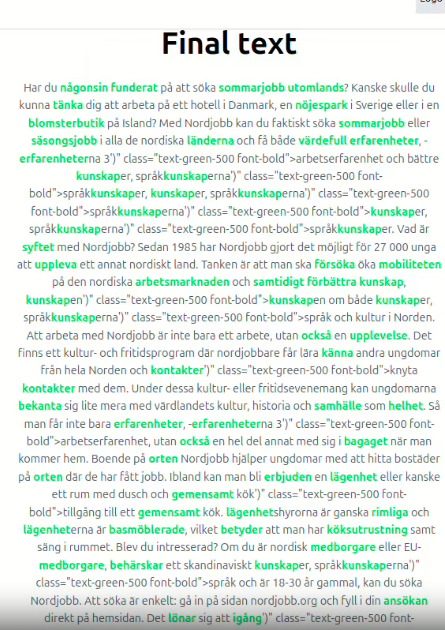 Final text
Har du någonsin funderat på att söka sommarjobb utomlands? Kanske skulle du
kunna tänka dig att arbeta på ett hotell i Danmark, en nöjespark i Sverige eller i en
blomsterbutik på Island? Med Nordjobb kan du faktiskt söka sommarjobb eller
säsongsjobb i alla de nordiska länderna och få både värdefull erfarenheter, -
erfarenheterna 3')" class="text-green-500 font-bold">arbetserfarenhet och bättre
kunskaper, språkkunskaperna')" class="text-green-500 font-
bold">språkkunskaper, kunskaper, språkkunskaperna')" class="text-green-500
font-bold">språkkunskaperna')" class="text-green-500 font-bold">kunskaper,
språkkunskaperna')" class="text-green-500 font-bold">språkkunskaper. Vad är
syftet med Nordjobb? Sedan 1985 har Nordjobb gjort det möjligt för 27 000 unga
att uppleva ett annat nordiskt land. Tanken är att man ska försöka öka mobiliteten
på den nordiska arbetsmarknaden och samtidigt förbättra kunskap,
kunskapen')" class="text-green-500 font-bold">kunskapen om både kunskaper,
språkkunskaperna')" class="text-green-500 font-bold">språk och kultur i Norden.
Att arbeta med Nordjobb är inte bara ett arbete, utan också en upplevelse. Det
finns ett kultur- och fritidsprogram där nordjobbare får lära känna andra ungdomar
från hela Norden och kontakter')" class="text-green-500 font-bold">knyta
kontakter med dem. Under dessa kultur- eller fritidsevenemang kan ungdomarna
bekanta sig lite mera med värdlandets kultur, historia och samhälle som helhet. Så
man får inte bara erfarenheter, -erfarenheterna 3')" class="text-green-500 font-
bold">arbetserfarenhet, utan också en hel del annat med sig i bagaget när man
kommer hem. Boende på orten Nordjobb hjälper ungdomar med att hitta bostäder
på orten där de har fått jobb. Ibland kan man bli erbjuden en lägenhet eller kanske
ett rum med dusch och gemensamt kök')" class="text-green-500 font-
bold">tillgång till ett gemensamt kök. lägenhetshyrorna är ganska rimliga och
lägenheterna är basmöblerade, vilket betyder att man har köksutrustning samt
säng i rummet. Blev du intresserad? Om du är nordisk medborgare eller EU-
medborgare, behärskar ett skandinaviskt kunskaper, språkkunskaperna')"
class="text-green-500 font-bold">språk och är 18-30 år gammal, kan du söka
Nordjobb. Att söka är enkelt: gå in på sidan nordjobb.org och fyll i din ansökan
direkt på hemsidan. Det lönar sig att igång')" class="text-green-500 font-